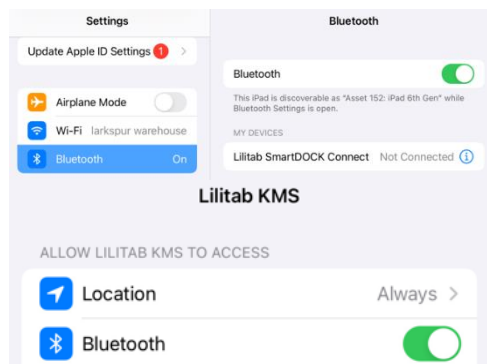 Settings
Bluetooth
Update Apple ID Settings 1
Bluetooth
This iPad is discoverable as "Asset 152: iPad 6th Gen" while
Bluetooth Settings is open.
Airplane Mode
MY DEVICES
Wi-Fi larkspur warehouse
Bluetooth On
Lilitab SmartDOCK Connect Not Connected
Lilitab KMS
ALLOW LILITAB KMS TO ACCESS
Location Always
Bluetooth